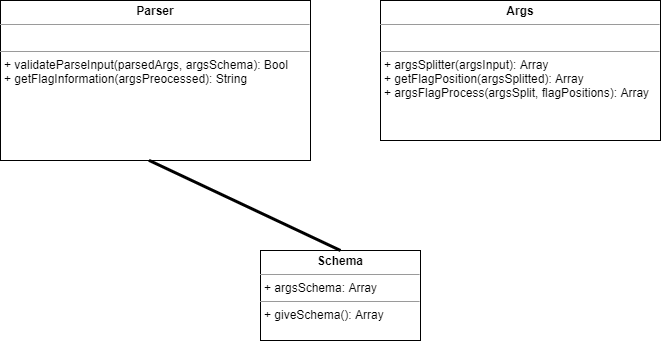 Parser
+ validateParseInput(parsedArgs, argsSchema): Bool
+ getFlagInformation(argsPreocessed): String
Args
+ argsSplitter(argsInput): Array
+ getFlagPosition(argsSplitted): Array
+ argsFlagProcess(argsSplit, flagPositions): Array
Schema
+ argsSchema: Array
+ giveSchema(): Array